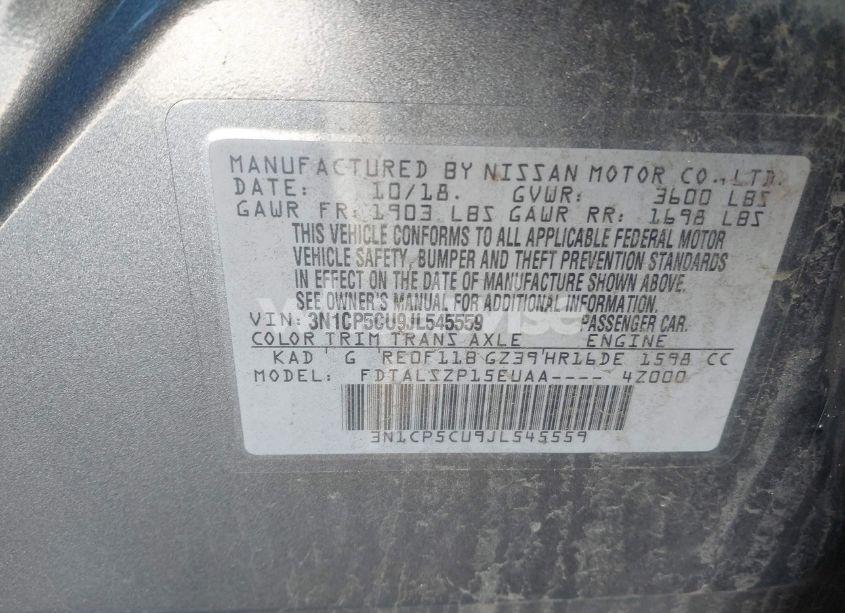 MANUFACTURED BY NISSAN MOTOR CO.,LTD.
DATE: 10/18. GVWR: 3600 LBS
GAWR FR: 1903 LBS GAWR RR: 1698 LBS
THIS VEHICLE CONFORMS TO ALL APPLICABLE FEDERAL MOTOR
VEHICLE SAFETY, BUMPER AND THEFT PREVENTION STANDARDS
IN EFFECT ON THE DATE OF MANUFACTURE SHOWN ABOVE.
SEE OWNER'S MANUAL FOR ADDITIONAL INFORMATION.
VIN: 3N1CP5CU9JL545559 PASSENGER CAR.
COLOR TRIM TRANS AXLE ENGINE
KAD G RE0F11B GZ39 HR16DE 1598 CC
MODEL: FDTALSZP15EUAA---- 4Z000
3N1CP5CU9JL545559